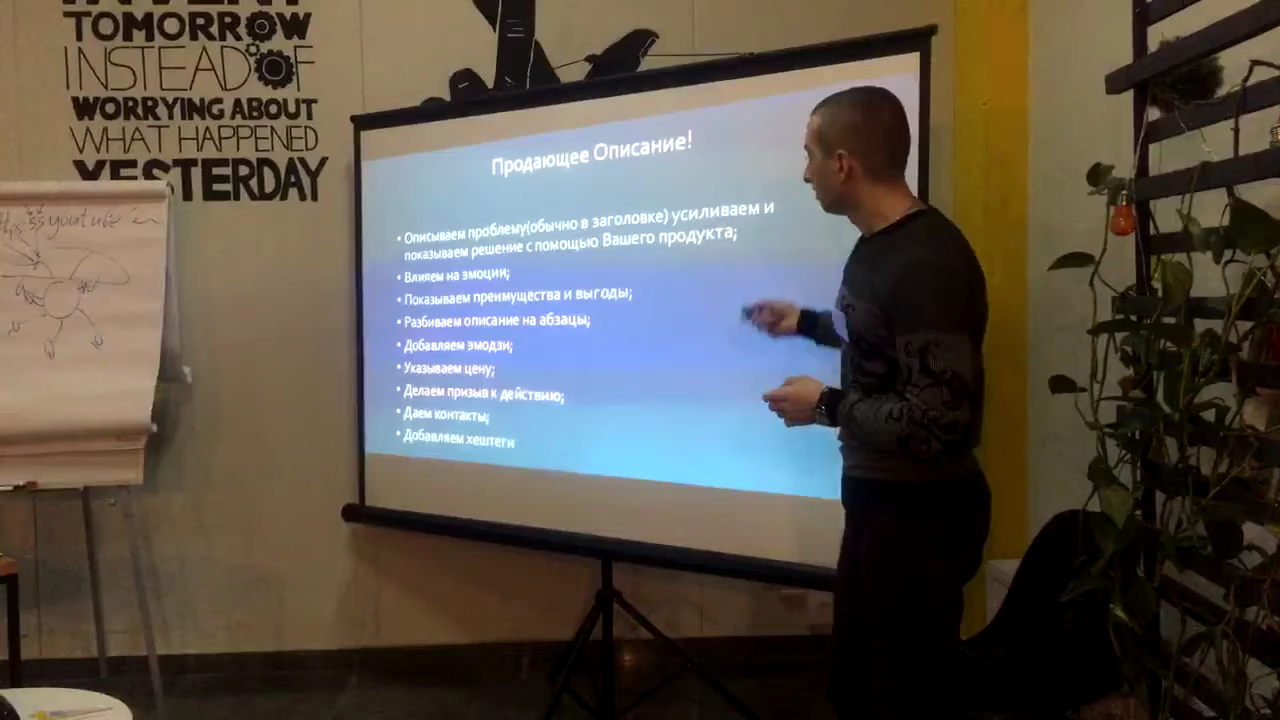 TOMORROW
INSTEAD OF
WORRYING ABOUT
WHAT HAPPENED
YESTERDAY
youtube
Продающее Описание!
• Описываем проблему(обычно в заголовке) усиливаем и
показываем решение с помощью Вашего продукта;
• Влияем на эмоции;
• Показываем преимущества и выгоды;
• Разбиваем описание на абзацы;
• Добавляем эмодзи;
• Указываем цену;
• Делаем призыв к действию;
• Даем контакты;
• Добавляем хештеги